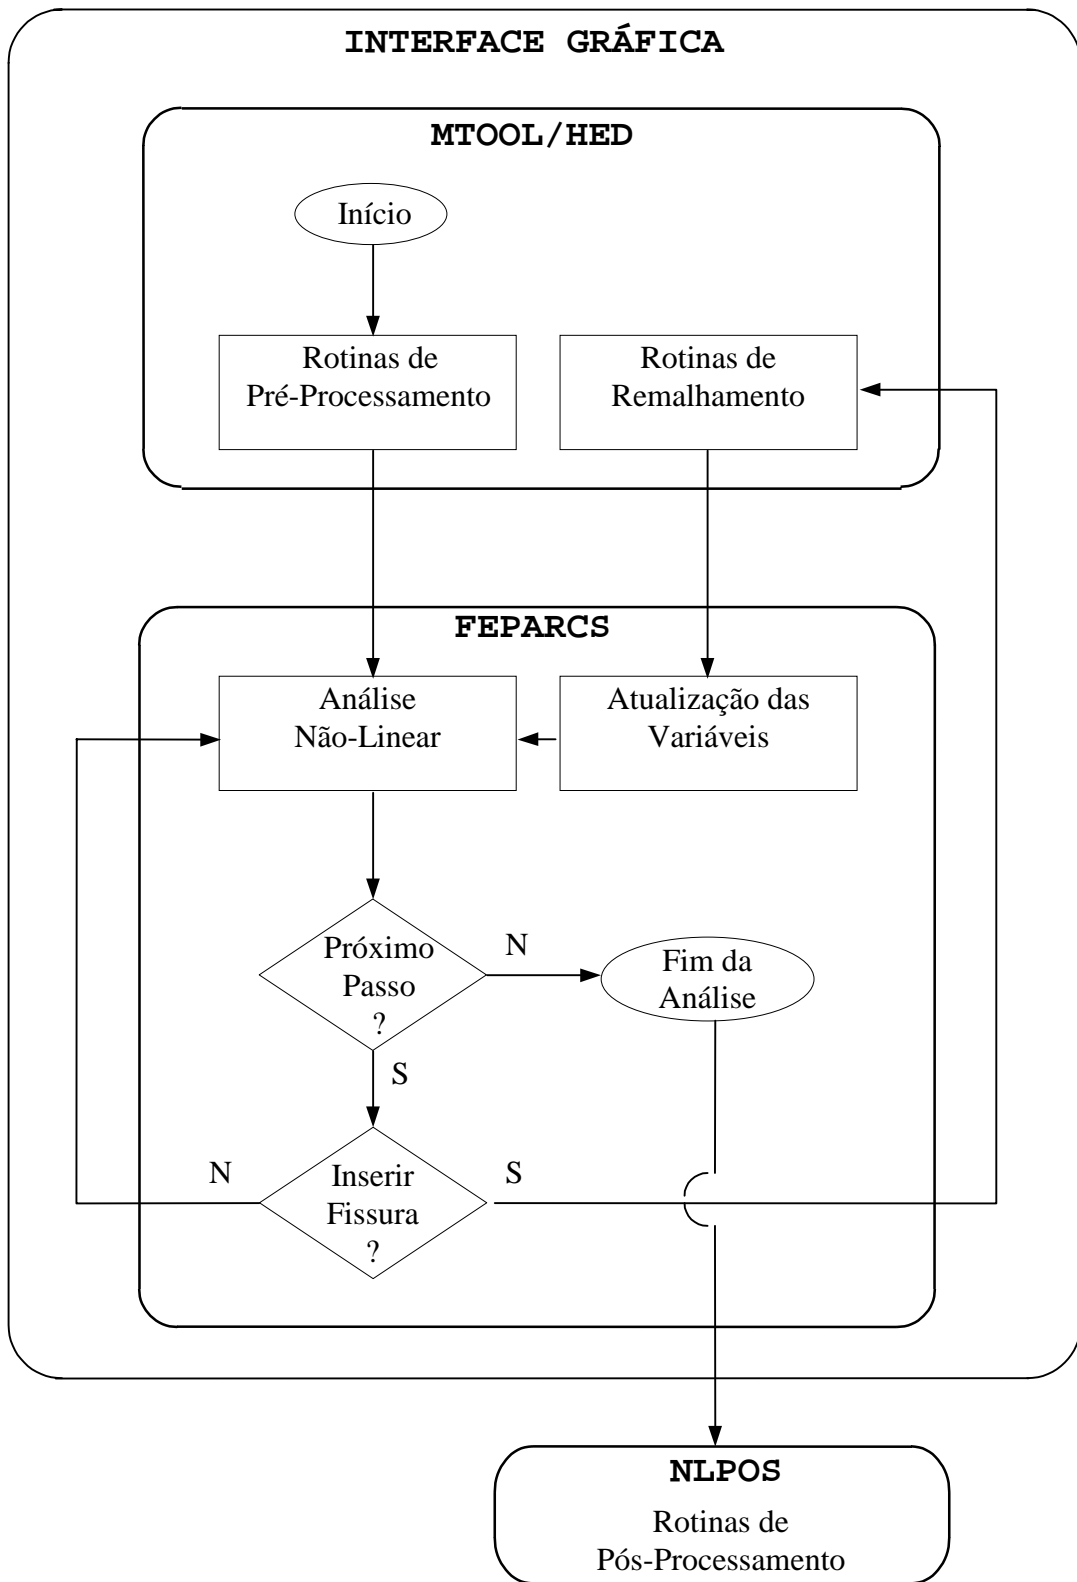 INTERFACE GRÁFICA
MTOOL/HED
Início
Rotinas de
Pré-Processamento
Rotinas de
Remalhamento
FEPARCS
Análise
Não-Linear
Atualização das
Variáveis
Próximo
Passo
?
N
Fim da
Análise
S
N
Inserir
Fissura
?
S
NLPOS
Rotinas de
Pós-Processamento